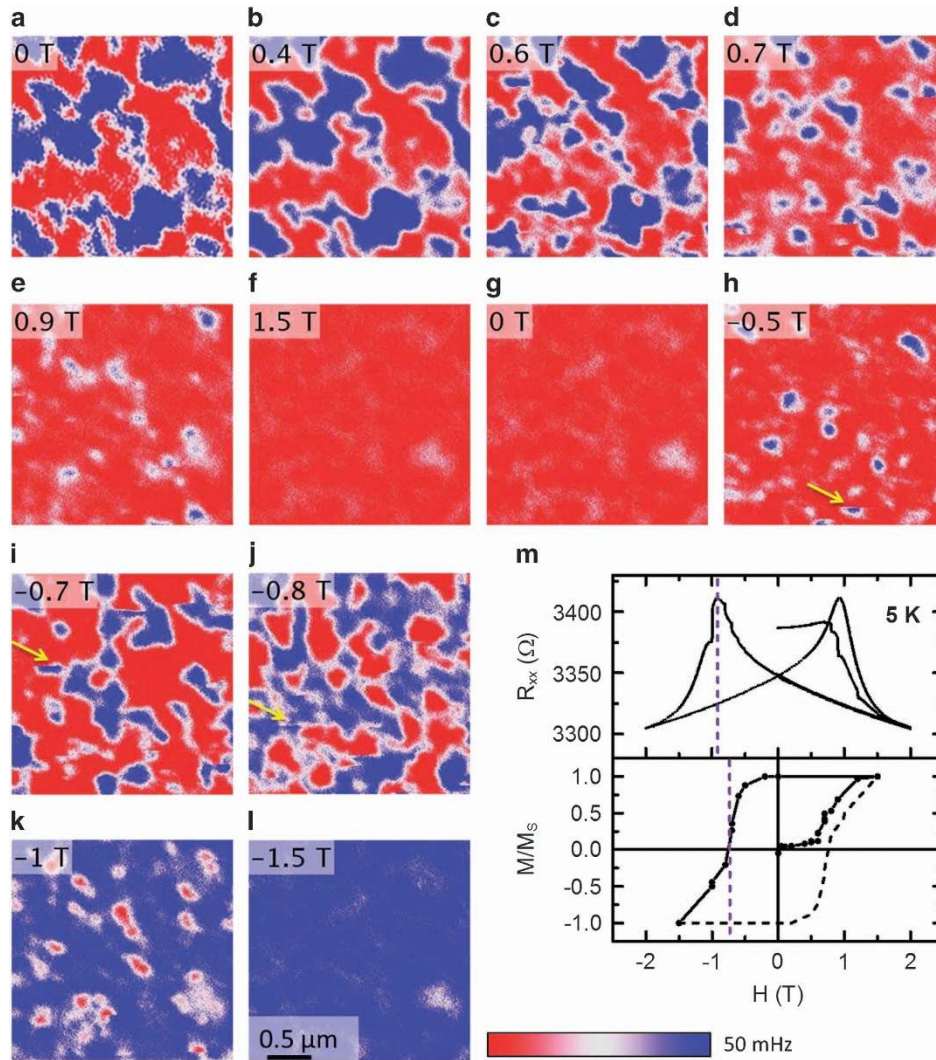 a b c d
0 T 0.4 T 0.6 T 0.7 T
e f g h
0.9 T 1.5 T 0 T −0.5 T
i j m
−0.7 T −0.8 T
5 K
3400
3350
3300
Rxx (Ω)
k l
−1 T −1.5 T
1.0
0.5
0.0
-0.5
-1.0
M/MS
-2 -1 0 1 2
H (T)
0.5 μm
50 mHz